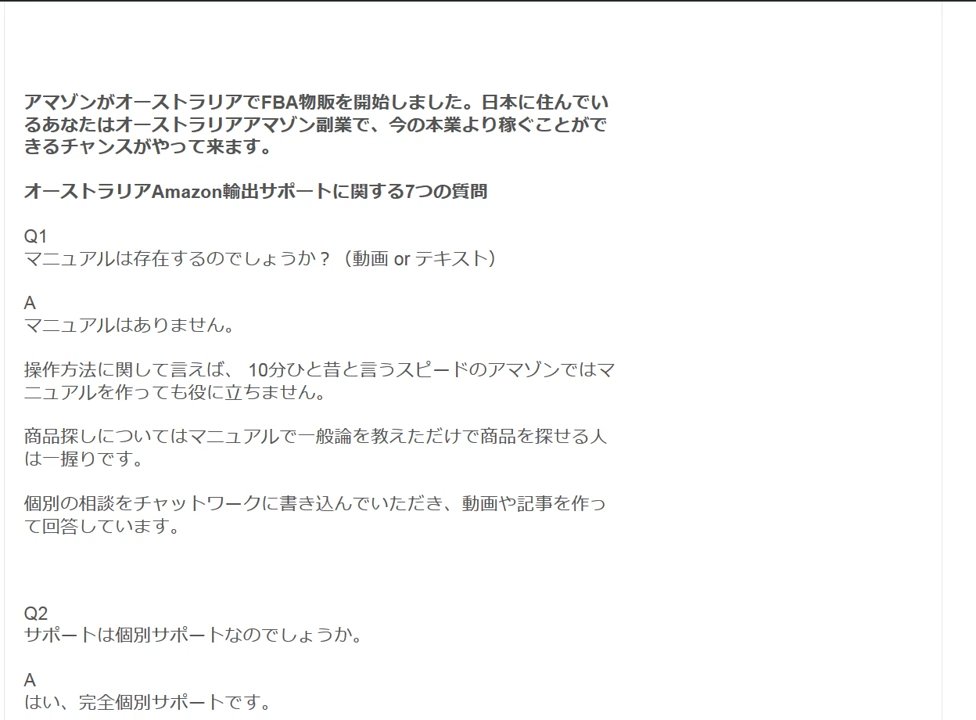 アマゾンがオーストラリアでFBA物販を開始しました。日本に住んでい
るあなたはオーストラリアアマゾン副業で、今の本業より稼ぐことがで
きるチャンスがやって来ます。
オーストラリアAmazon輸出サポートに関する7つの質問
Q1
マニュアルは存在するのでしょうか？（動画 or テキスト）
A
マニュアルはありません。
操作方法に関して言えば、 10分ひと昔と言うスピードのアマゾンではマ
ニュアルを作っても役に立ちません。
商品探しについてはマニュアルで一般論を教えただけで商品を探せる人
は一握りです。
個別の相談をチャットワークに書き込んでいただき、動画や記事を作っ
て回答しています。
Q2
サポートは個別サポートなのでしょうか。
A
はい、完全個別サポートです。